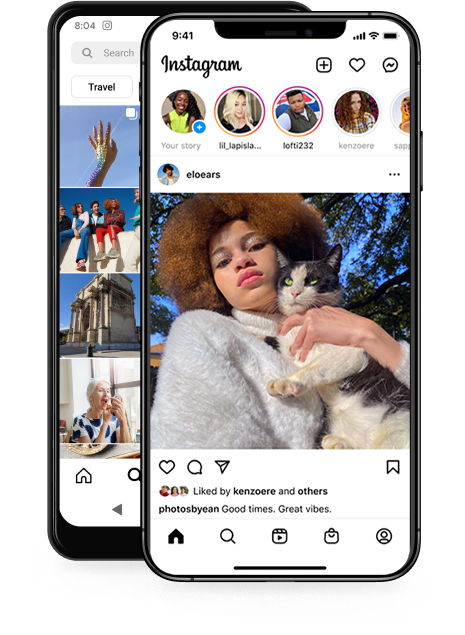 8:04
Search
Travel
9:41
Instagram
Your story
lil_lapisla...
lofti232
kenzoere
sapp
eloears
Liked by kenzoere and others
photosbyean Good times. Great vibes.